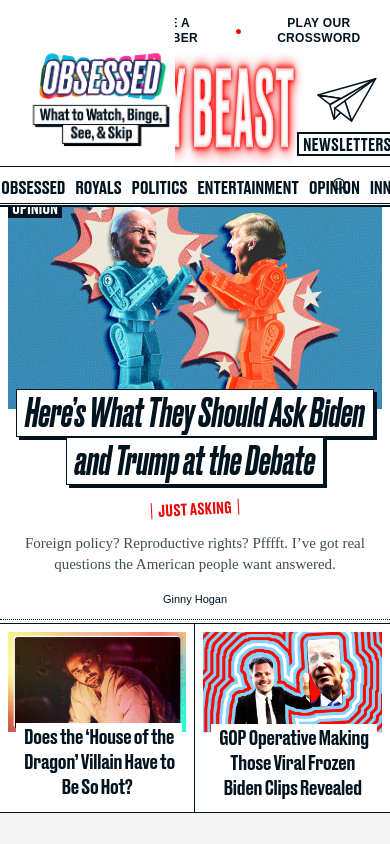 E A
BER
PLAY OUR
CROSSWORD
OBSESSED
What to Watch, Binge,
See, & Skip
Y BEAST
NEWSLETTERS
OBSESSED ROYALS POLITICS ENTERTAINMENT OPINION INN
OPINION
Here's What They Should Ask Biden
and Trump at the Debate
JUST ASKING
Foreign policy? Reproductive rights? Pfffft. I've got real
questions the American people want answered.
Ginny Hogan
Does the ‘House of the
Dragon’ Villain Have to
Be So Hot?
GOP Operative Making
Those Viral Frozen
Biden Clips Revealed